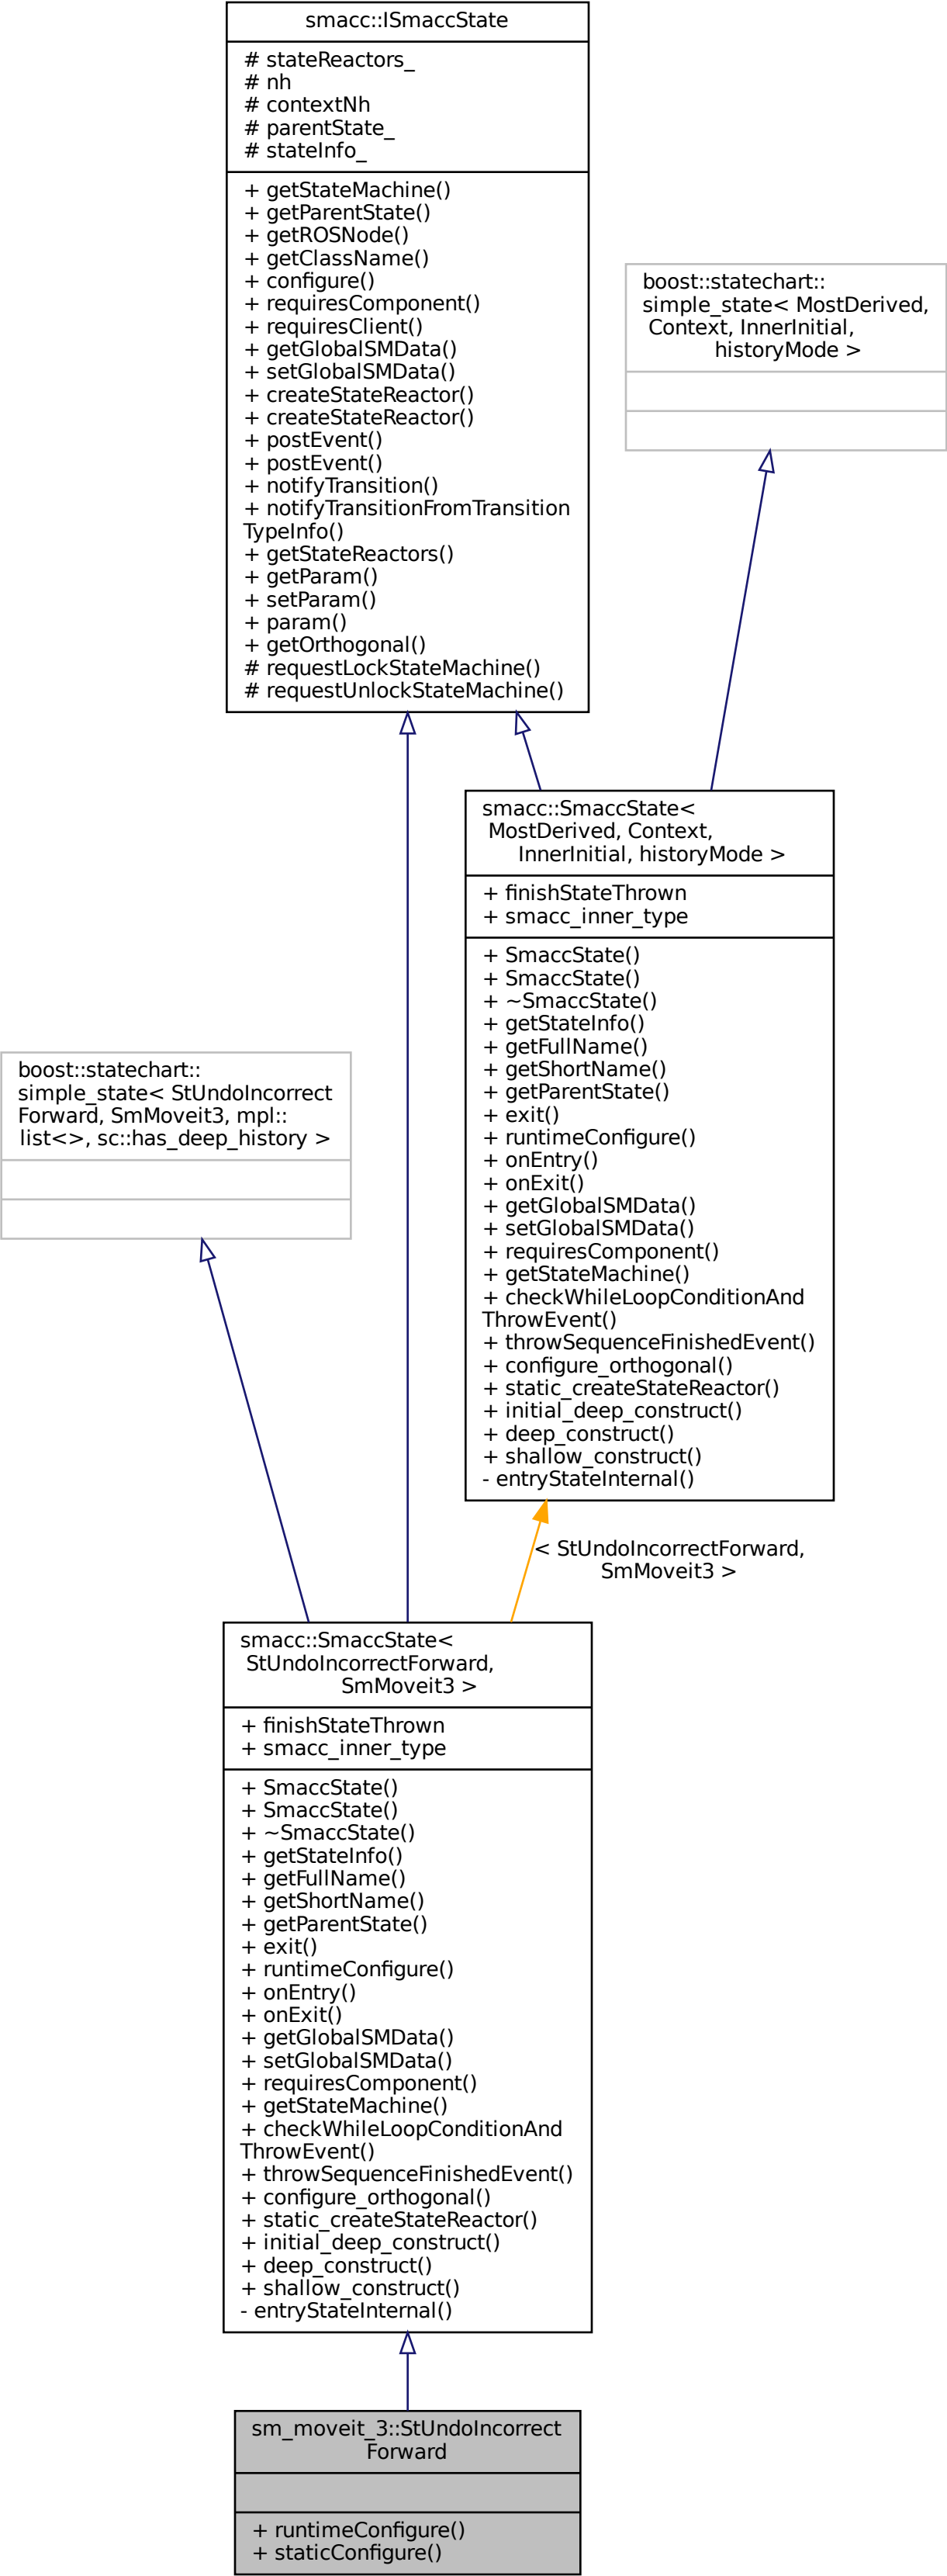 smacc::ISmaccState
# stateReactors_
# nh
# contextNh
# parentState_
# stateInfo_
+ getStateMachine()
+ getParentState()
+ getROSNode()
+ getClassName()
+ configure()
+ requiresComponent()
+ requiresClient()
+ getGlobalSMData()
+ setGlobalSMData()
+ createStateReactor()
+ createStateReactor()
+ postEvent()
+ postEvent()
+ notifyTransition()
+ notifyTransitionFromTransition
TypeInfo()
+ getStateReactors()
+ getParam()
+ setParam()
+ param()
+ getOrthogonal()
# requestLockStateMachine()
# requestUnlockStateMachine()
boost::statechart::
simple_state< MostDerived,
Context, InnerInitial,
historyMode >
smacc::SmaccState<
MostDerived, Context,
InnerInitial, historyMode >
+ finishStateThrown
+ smacc_inner_type
+ SmaccState()
+ SmaccState()
+ ~SmaccState()
+ getStateInfo()
+ getFullName()
+ getShortName()
+ getParentState()
+ exit()
+ runtimeConfigure()
+ onEntry()
+ onExit()
+ getGlobalSMData()
+ setGlobalSMData()
+ requiresComponent()
+ getStateMachine()
+ checkWhileLoopConditionAnd
ThrowEvent()
+ throwSequenceFinishedEvent()
+ configure_orthogonal()
+ static_createStateReactor()
+ initial_deep_construct()
+ deep_construct()
+ shallow_construct()
- entryStateInternal()
boost::statechart::
simple_state< StUndoIncorrect
Forward, SmMoveit3, mpl::
list<>, sc::has_deep_history >
< StUndoIncorrectForward,
SmMoveit3 >
smacc::SmaccState<
StUndoIncorrectForward,
SmMoveit3 >
+ finishStateThrown
+ smacc_inner_type
+ SmaccState()
+ SmaccState()
+ ~SmaccState()
+ getStateInfo()
+ getFullName()
+ getShortName()
+ getParentState()
+ exit()
+ runtimeConfigure()
+ onEntry()
+ onExit()
+ getGlobalSMData()
+ setGlobalSMData()
+ requiresComponent()
+ getStateMachine()
+ checkWhileLoopConditionAnd
ThrowEvent()
+ throwSequenceFinishedEvent()
+ configure_orthogonal()
+ static_createStateReactor()
+ initial_deep_construct()
+ deep_construct()
+ shallow_construct()
- entryStateInternal()
sm_moveit_3::StUndoIncorrect
Forward
+ runtimeConfigure()
+ staticConfigure()